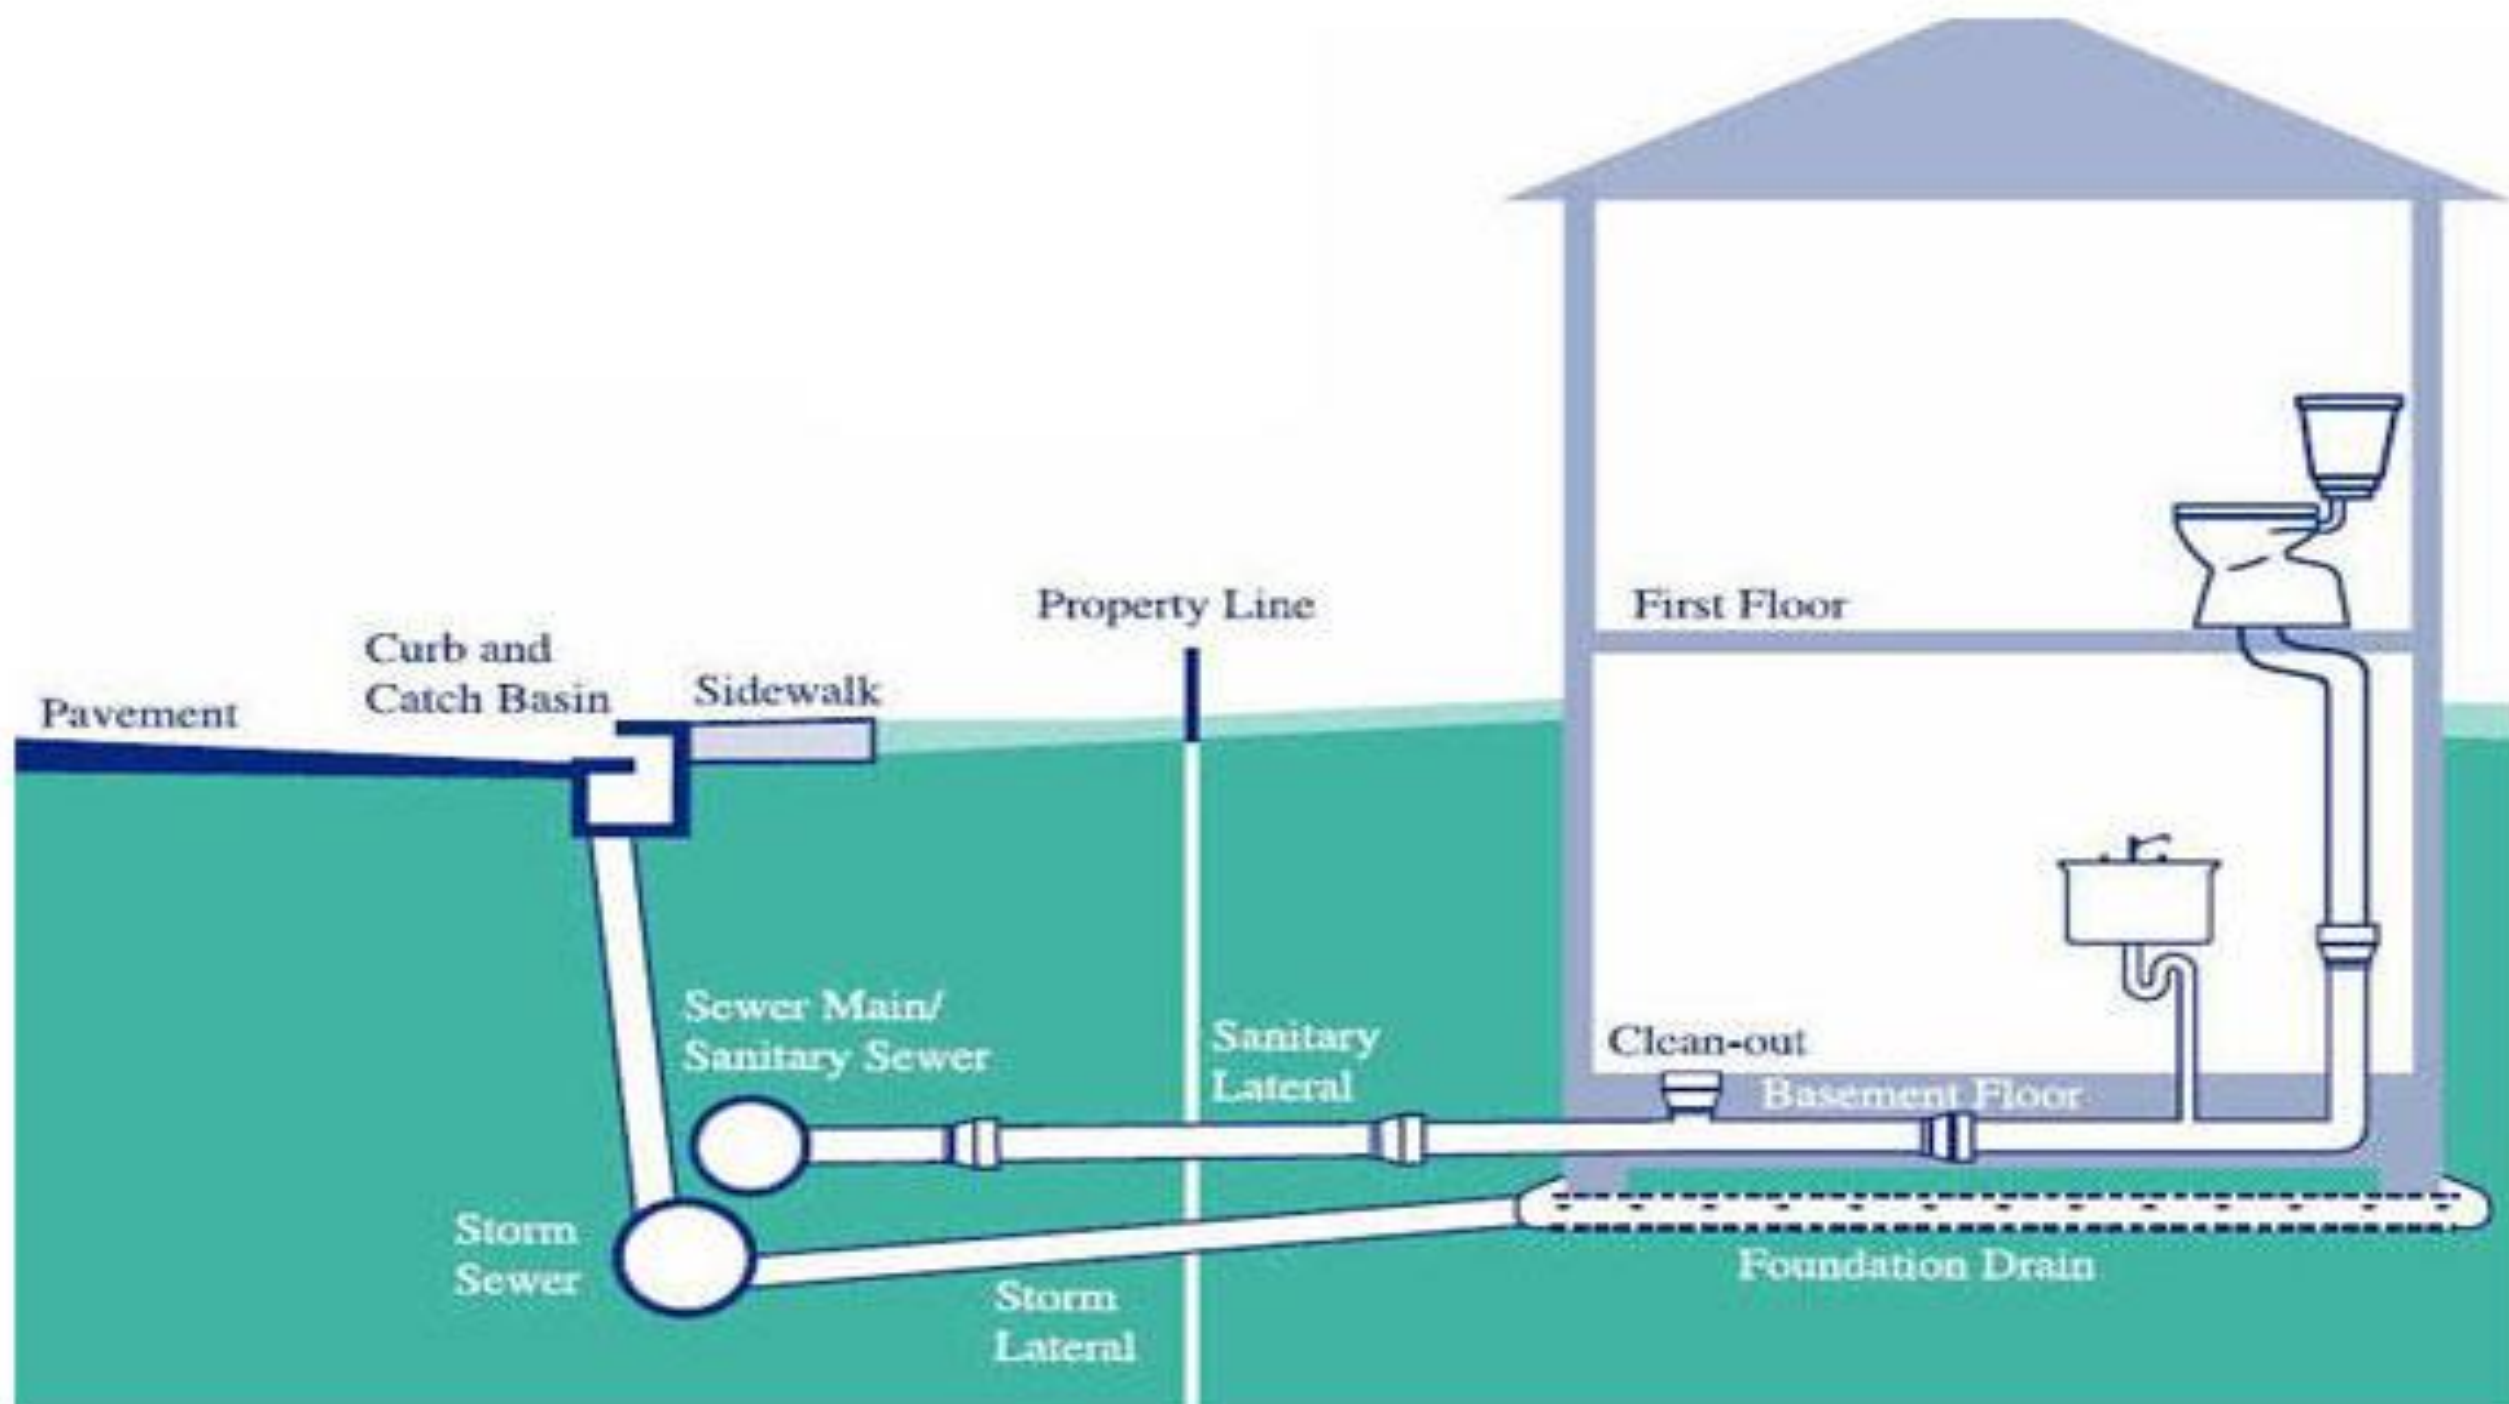 Property Line
First Floor
Curb and
Catch Basin
Sidewalk
Pavement
Sewer Main/
Sanitary Sewer
Sanitary
Lateral
Clean-out
Basement Floor
Storm
Sewer
Foundation Drain
Storm
Lateral